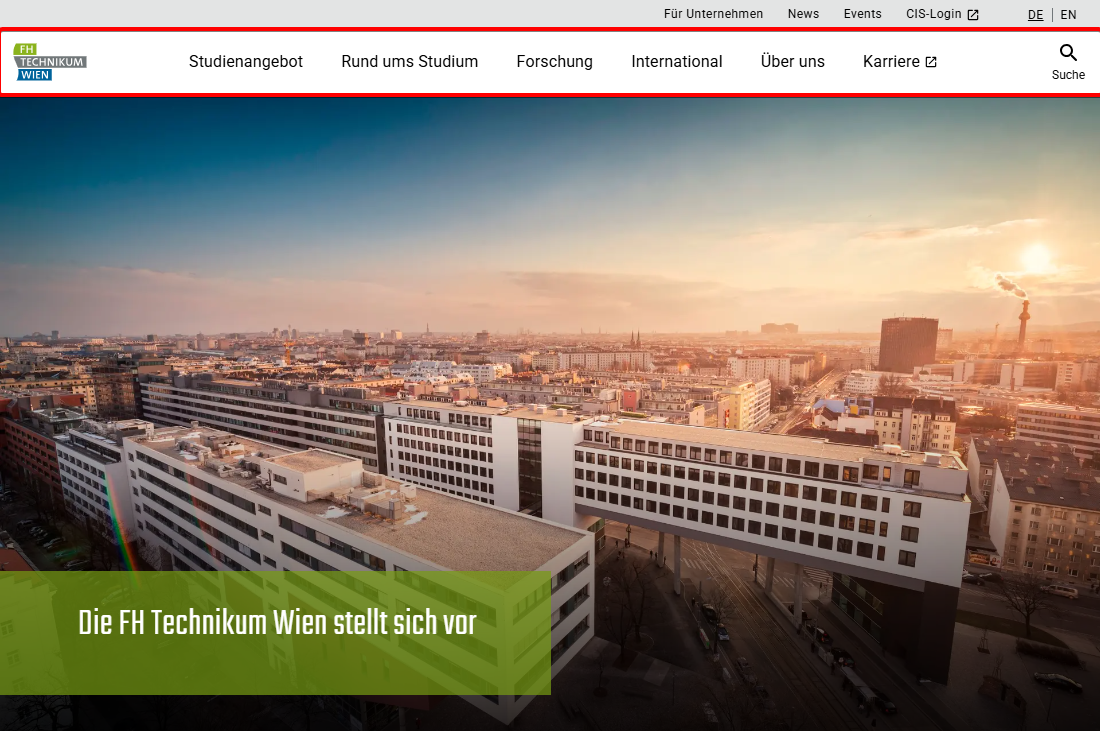 Für Unternehmen News Events CIS-Login DE EN
FH
TECHNIKUM
WIEN
Studienangebot Rund ums Studium Forschung International Über uns Karriere
Suche
Die FH Technikum Wien stellt sich vor